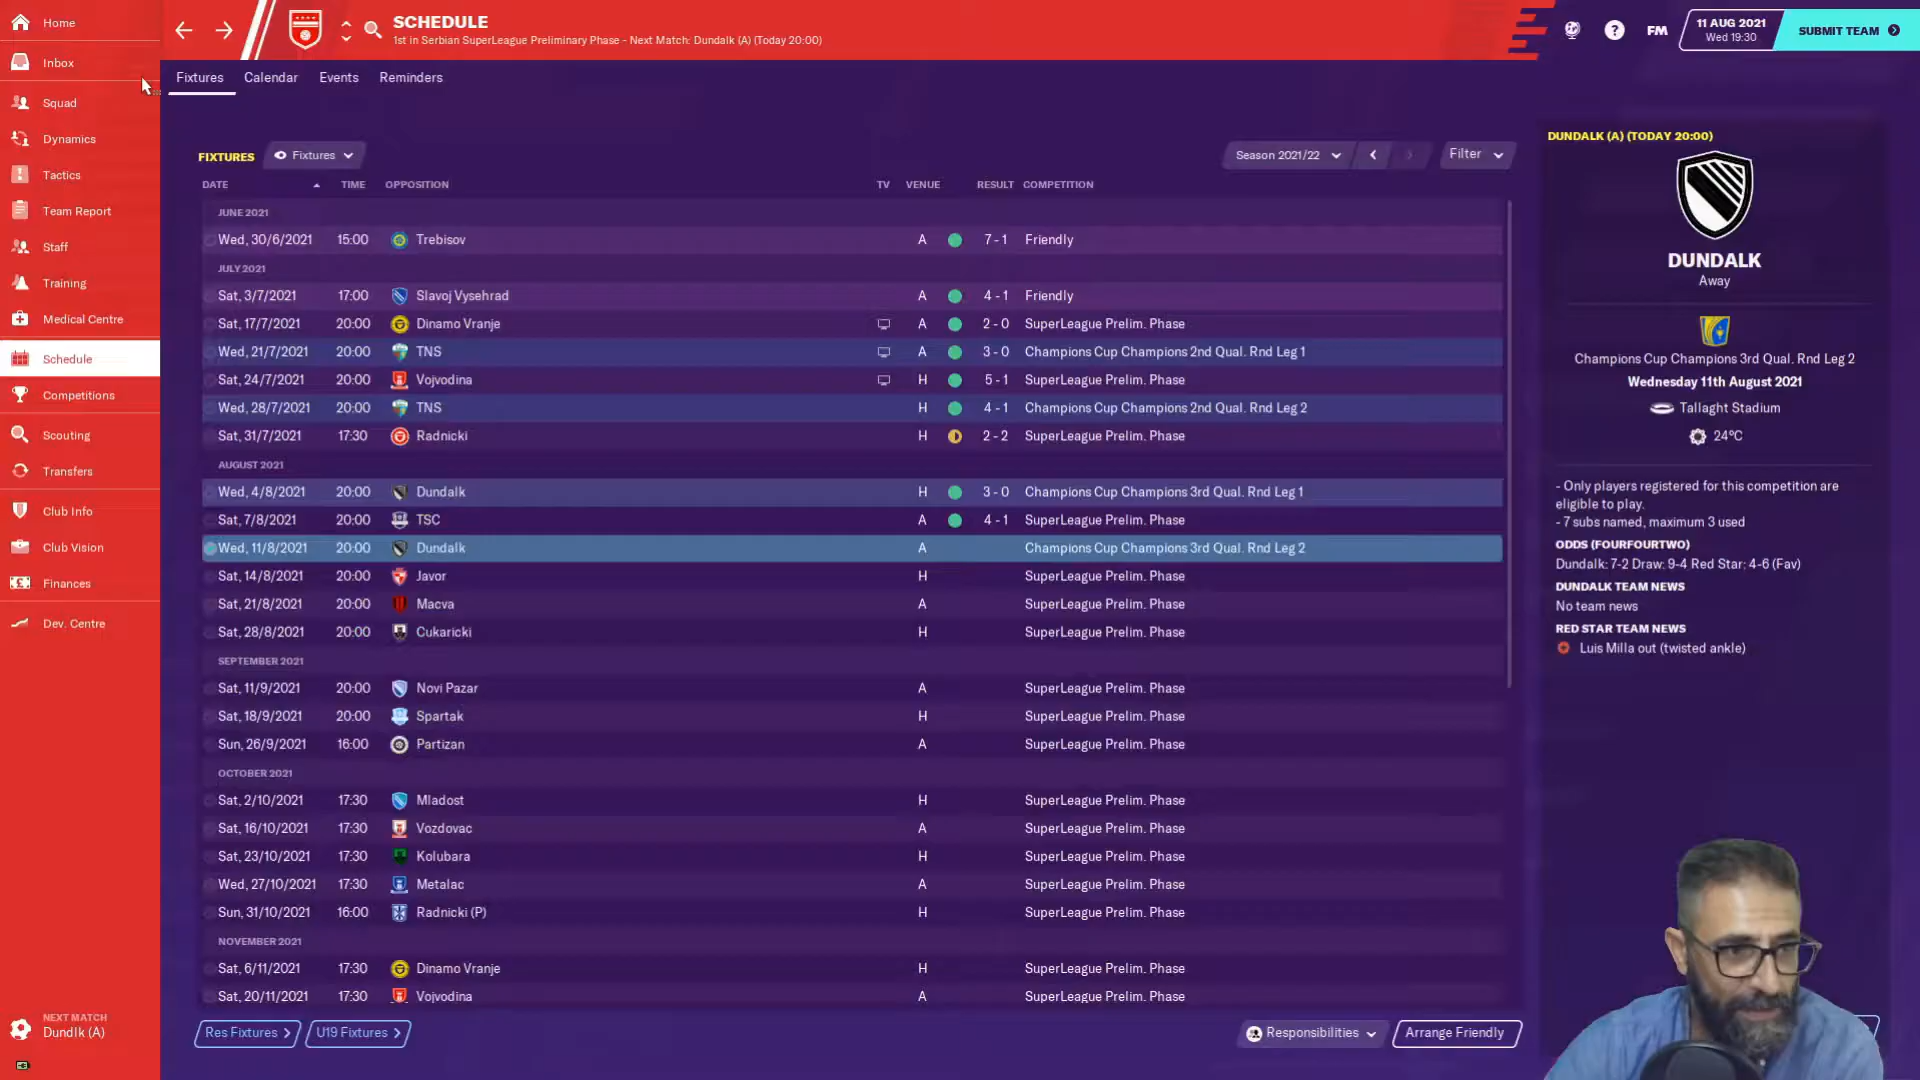 Home
Inbox
Squad
Dynamics
Tactics
Team Report
Staff
Training
Medical Centre
Schedule
Competitions
Scouting
Transfers
Club Info
Club Vision
Finances
Dev. Centre
NEXT MATCH
Dundlk (A)
SCHEDULE
1st in Serbian SuperLeague Preliminary Phase - Next Match: Dundalk (A) (Today 20:00)
FM
11 AUG 2021
Wed 19:30
SUBMIT TEAM
Fixtures Calendar Events Reminders
FIXTURES Fixtures Season 2021/22 Filter
DATE TIME OPPOSITION TV VENUE RESULT COMPETITION
JUNE 2021
Wed, 30/6/2021 15:00 Trebisov A 7 - 1 Friendly
JULY 2021
Sat, 3/7/2021 17:00 Slavoj Vysehrad A 4 - 1 Friendly
Sat, 17/7/2021 20:00 Dinamo Vranje A 2 - 0 SuperLeague Prelim. Phase
Wed, 21/7/2021 20:00 TNS A 3 - 0 Champions Cup Champions 2nd Qual. Rnd Leg 1
Sat, 24/7/2021 20:00 Vojvodina H 5 - 1 SuperLeague Prelim. Phase
Wed, 28/7/2021 20:00 TNS H 4 - 1 Champions Cup Champions 2nd Qual. Rnd Leg 2
Sat, 31/7/2021 17:30 Radnicki H 2 - 2 SuperLeague Prelim. Phase
AUGUST 2021
Wed, 4/8/2021 20:00 Dundalk H 3 - 0 Champions Cup Champions 3rd Qual. Rnd Leg 1
Sat, 7/8/2021 20:00 TSC A 4 - 1 SuperLeague Prelim. Phase
Wed, 11/8/2021 20:00 Dundalk A Champions Cup Champions 3rd Qual. Rnd Leg 2
Sat, 14/8/2021 20:00 Javor H SuperLeague Prelim. Phase
Sat, 21/8/2021 20:00 Macva A SuperLeague Prelim. Phase
Sat, 28/8/2021 20:00 Cukaricki H SuperLeague Prelim. Phase
SEPTEMBER 2021
Sat, 11/9/2021 20:00 Novi Pazar A SuperLeague Prelim. Phase
Sat, 18/9/2021 20:00 Spartak H SuperLeague Prelim. Phase
Sun, 26/9/2021 16:00 Partizan A SuperLeague Prelim. Phase
OCTOBER 2021
Sat, 2/10/2021 17:30 Mladost H SuperLeague Prelim. Phase
Sat, 16/10/2021 17:30 Vozdovac A SuperLeague Prelim. Phase
Sat, 23/10/2021 17:30 Kolubara H SuperLeague Prelim. Phase
Wed, 27/10/2021 17:30 Metalac A SuperLeague Prelim. Phase
Sun, 31/10/2021 16:00 Radnicki (P) H SuperLeague Prelim. Phase
NOVEMBER 2021
Sat, 6/11/2021 17:30 Dinamo Vranje H SuperLeague Prelim. Phase
Sat, 20/11/2021 17:30 Vojvodina A SuperLeague Prelim. Phase
Res Fixtures U19 Fixtures Responsibilities Arrange Friendly
DUNDALK (A) (TODAY 20:00)
DUNDALK
Away
Champions Cup Champions 3rd Qual. Rnd Leg 2
Wednesday 11th August 2021
Tallaght Stadium
24°C
- Only players registered for this competition are
eligible to play.
- 7 subs named, maximum 3 used
ODDS (FOURFOURTWO)
Dundalk: 7-2 Draw: 9-4 Red Star: 4-6 (Fav)
DUNDALK TEAM NEWS
No team news
RED STAR TEAM NEWS
Luis Milla out (twisted ankle)